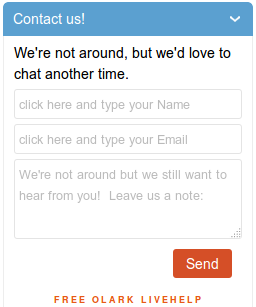 Contact us!
We're not around, but we'd love to
chat another time.
click here and type your Name
click here and type your Email
We're not around but we still want to
hear from you!  Leave us a note:
Send
FREE OLARK LIVEHELP